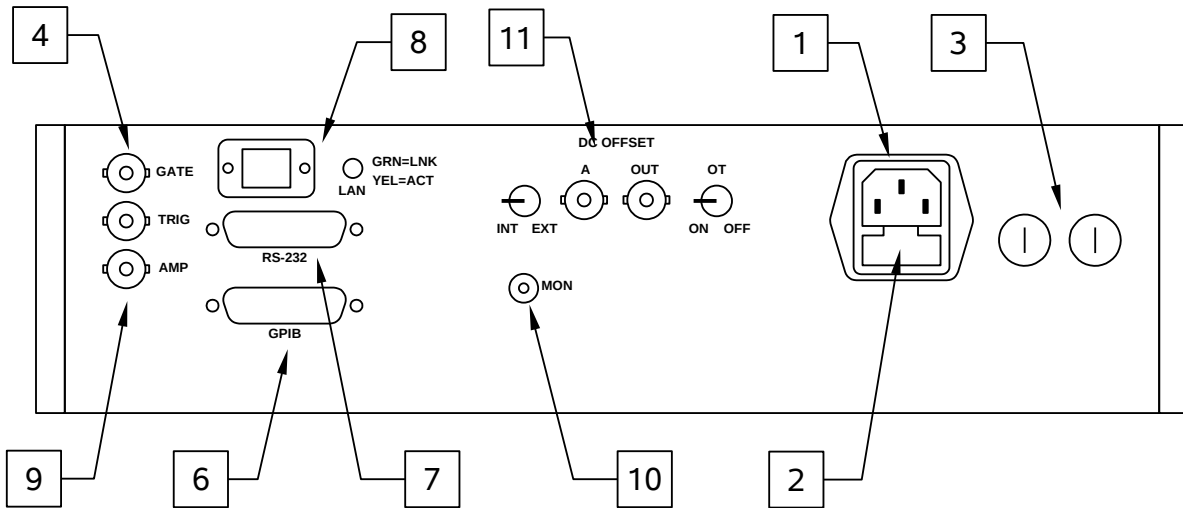 4
8
11
1
3
DC OFFSET
GATE
GRN=LNK
YEL=ACT
LAN
A
OUT
OT
TRIG
INT EXT
ON OFF
RS-232
AMP
MON
GPIB
9
6
7
10
2